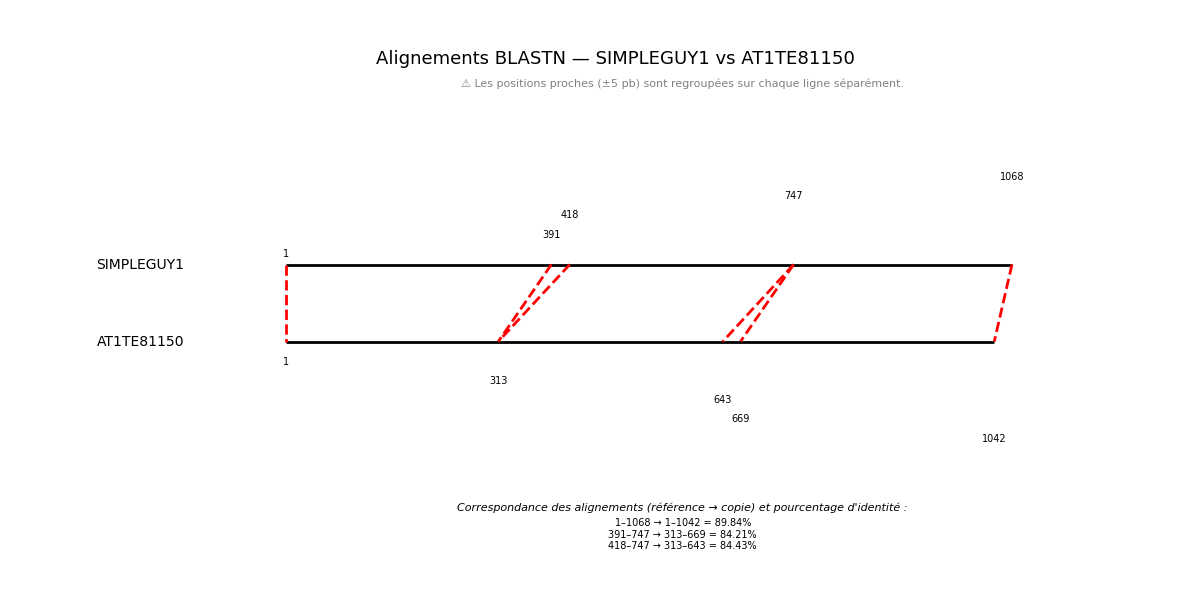 Alignements BLASTN — SIMPLEGUY1 vs AT1TE81150
⚠ Les positions proches (±5 pb) sont regroupées sur chaque ligne séparément.
1068
747
418
391
1
SIMPLEGUY1
AT1TE81150
1
313
643
669
1042
Correspondance des alignements (référence → copie) et pourcentage d'identité :
1–1068 → 1–1042 = 89.84%
391–747 → 313–669 = 84.21%
418–747 → 313–643 = 84.43%